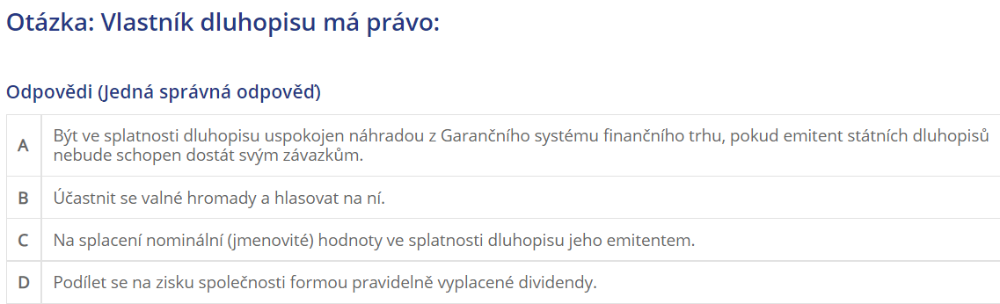 Otázka: Vlastník dluhopisu má právo:
Odpovědi (Jedná správná odpověď)
A
Být ve splatnosti dluhopisu uspokojen náhradou z Garančního systému finančního trhu, pokud emitent státních dluhopisů
nebude schopen dostát svým závazkům.
B
Účastnit se valné hromady a hlasovat na ní.
C
Na splacení nominální (jmenovité) hodnoty ve splatnosti dluhopisu jeho emitentem.
D
Podílet se na zisku společnosti formou pravidelně vyplacené dividendy.